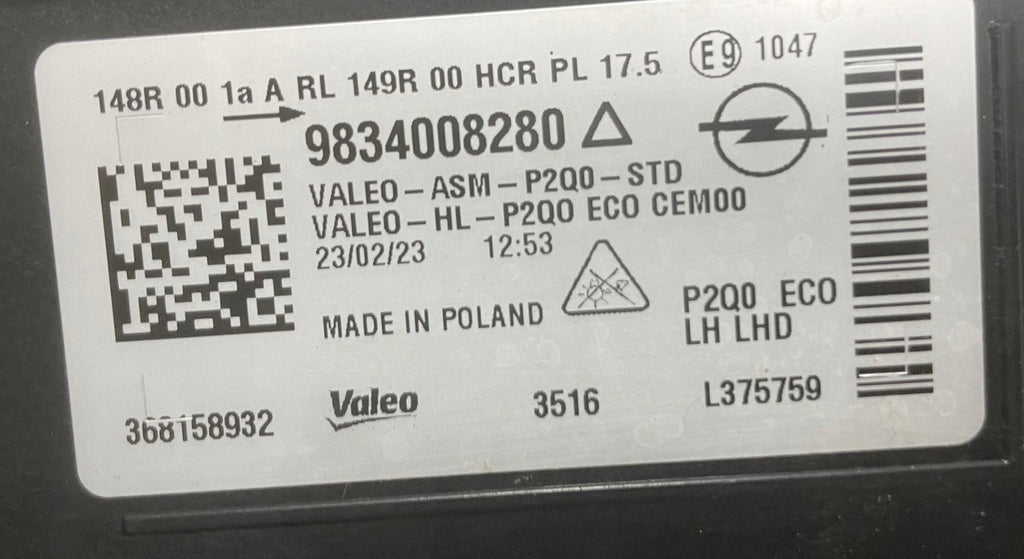 148R 00 1a A RL 149R 00 HCR PL 17.5 E9 1047
9834008280
VALEO-ASM-P2Q0-STD
VALEO-HL-P2Q0 ECO CEM00
23/02/23 12:53
MADE IN POLAND
P2Q0 ECO
LH LHD
368158932
Valeo
3516
L375759